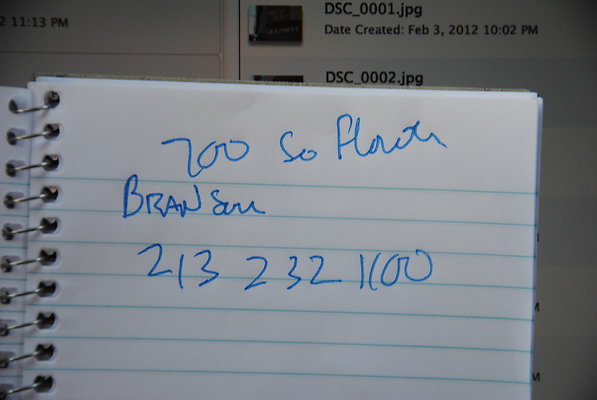 2 11:13 PM
DSC_0001.jpg
Date Created: Feb 3, 2012 10:02 PM
DSC_0002.jpg
700 So Flower
BRANSon
213 232 1100
M
M